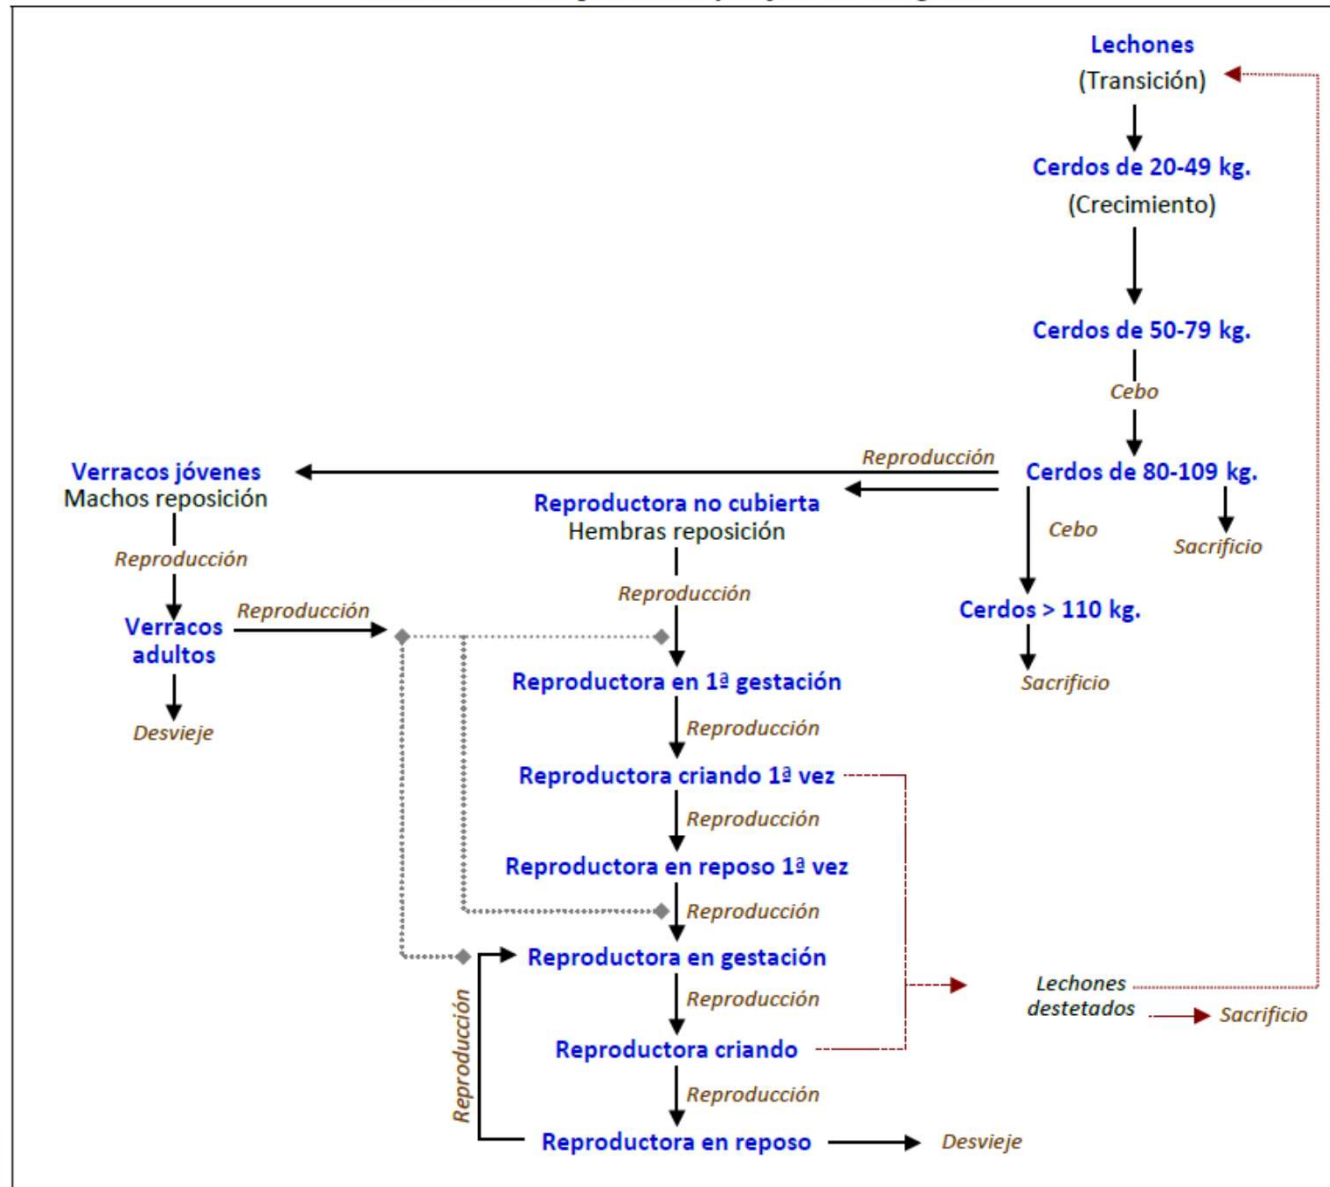 Lechones
(Transición)
Cerdos de 20-49 kg.
(Crecimiento)
Cerdos de 50-79 kg.
Cebo
Reproducción
Cerdos de 80-109 kg.
Verracos jóvenes
Machos reposición
Reproductora no cubierta
Hembras reposición
Cebo
Sacrificio
Reproducción
Reproducción
Reproducción
Cerdos > 110 kg.
Verracos
adultos
Sacrificio
Desvieje
Reproductora en 1ª gestación
Reproducción
Reproductora criando 1ª vez
Reproducción
Reproductora en reposo 1ª vez
Reproducción
Reproductora en gestación
Reproducción
Lechones
destetados
Sacrificio
Reproducción
Reproductora criando
Reproducción
Reproductora en reposo
Desvieje